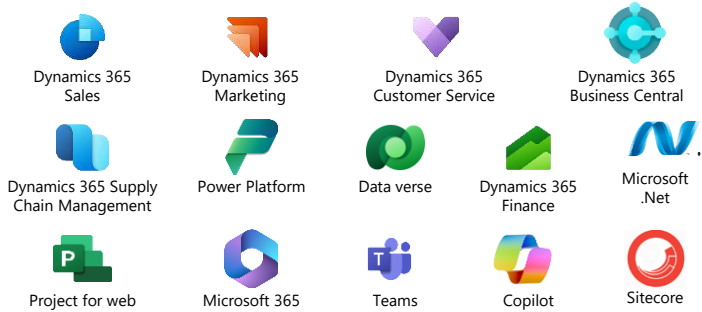 Dynamics 365
Sales
Dynamics 365
Marketing
Dynamics 365
Customer Service
Dynamics 365
Business Central
Dynamics 365 Supply
Chain Management
Power Platform
Data verse
Dynamics 365
Finance
Microsoft
.Net
P
Project for web
Microsoft 365
T
Teams
Copilot
Sitecore